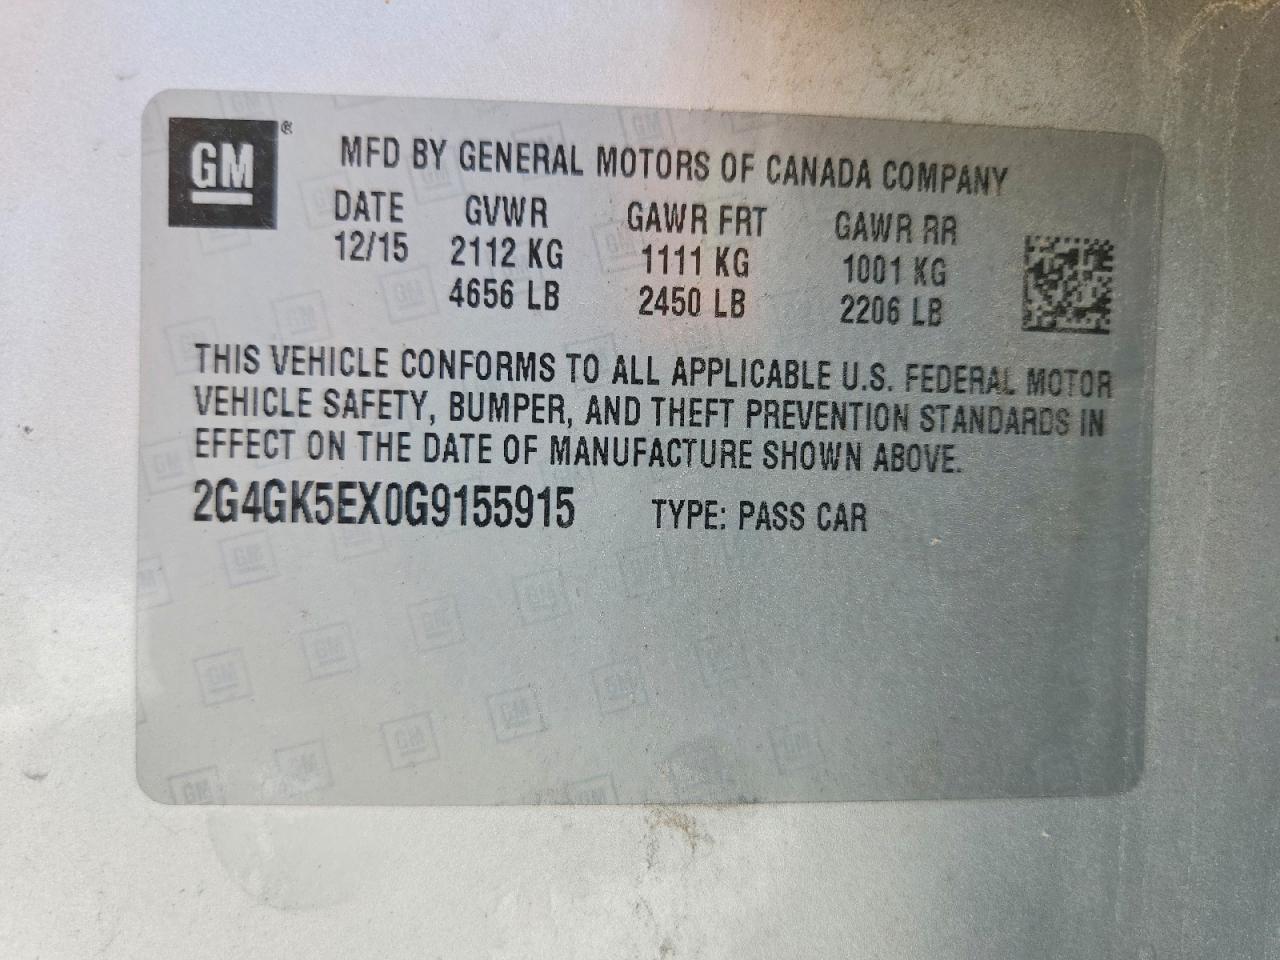 GM®
MFD BY GENERAL MOTORS OF CANADA COMPANY
DATE GVWR GAWR FRT GAWR RR
12/15 2112 KG 1111 KG 1001 KG
4656 LB 2450 LB 2206 LB
THIS VEHICLE CONFORMS TO ALL APPLICABLE U.S. FEDERAL MOTOR
VEHICLE SAFETY, BUMPER, AND THEFT PREVENTION STANDARDS IN
EFFECT ON THE DATE OF MANUFACTURE SHOWN ABOVE.
2G4GK5EX0G9155915 TYPE: PASS CAR